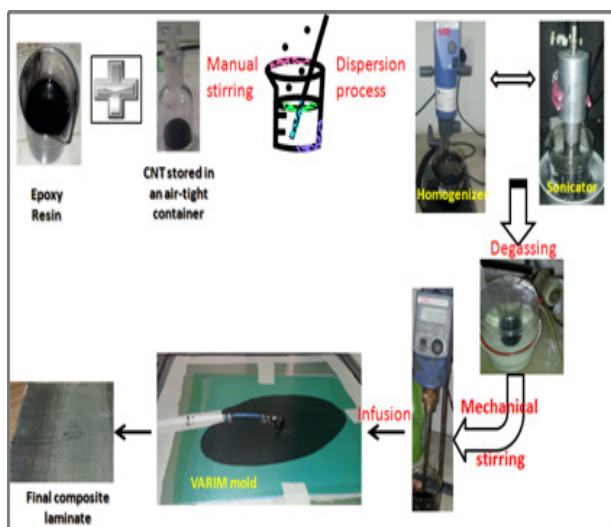 Manual
stirring
Dispersion
process
Epoxy
Resin
CNT stored in
an air-tight
container
Homogenizer
Sonicator
Degassing
Mechanical
stirring
Infusion
VARIM mold
Final composite
laminate